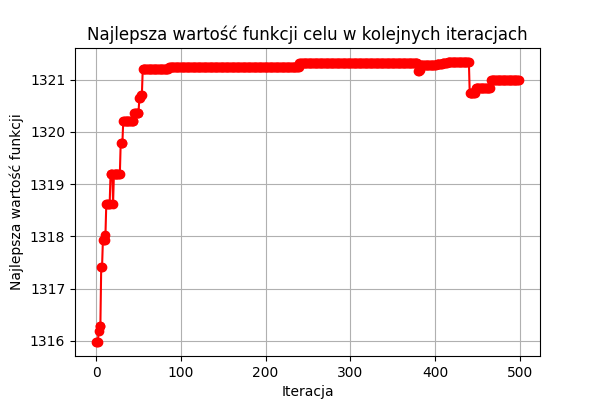 Najlepsza wartość funkcji celu w kolejnych iteracjach
Najlepsza wartość funkcji
1321
1320
1319
1318
1317
1316
0 100 200 300 400 500
Iteracja